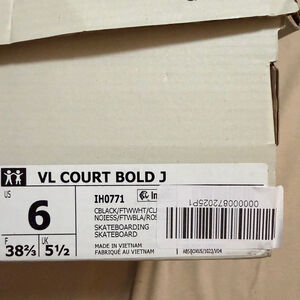 VL COURT BOLD J
US
6
F
38⅔
UK
5½
IH0771
CBLACK/FTWWHT/CL
NOIESS/FTWBLA/ROS
SKATEBOARDING
SKATEBOARD
MADE IN VIETNAM
FABRIQUÉ AU VIETNAM